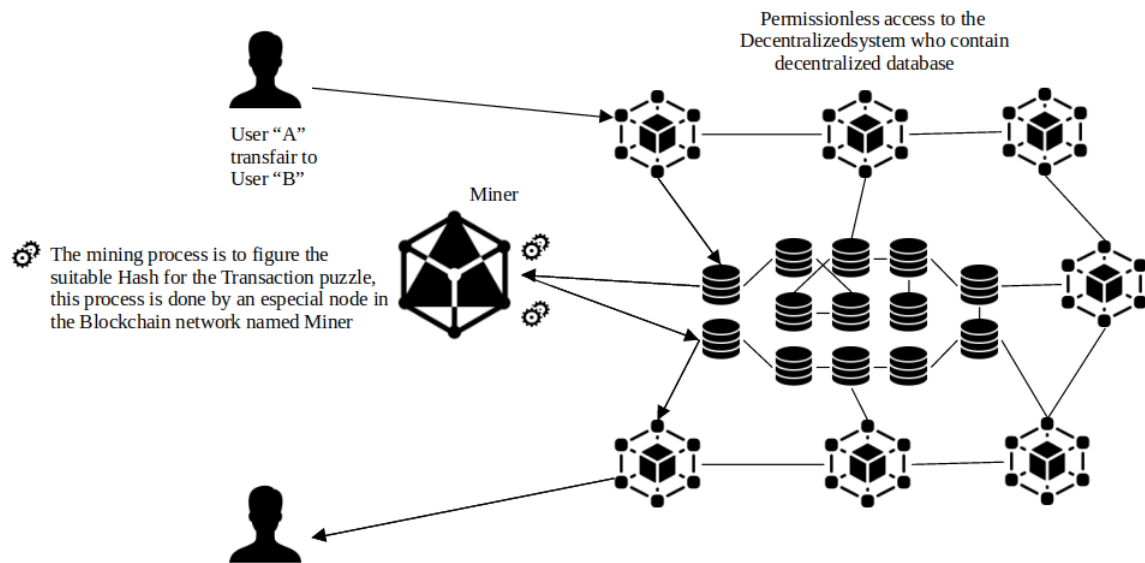 Permissionless access to the
Decentralizedsystem who contain
decentralized database
User “A”
transfair to
User “B”
Miner
The mining process is to figure the
suitable Hash for the Transaction puzzle,
this process is done by an especial node in
the Blockchain network named Miner